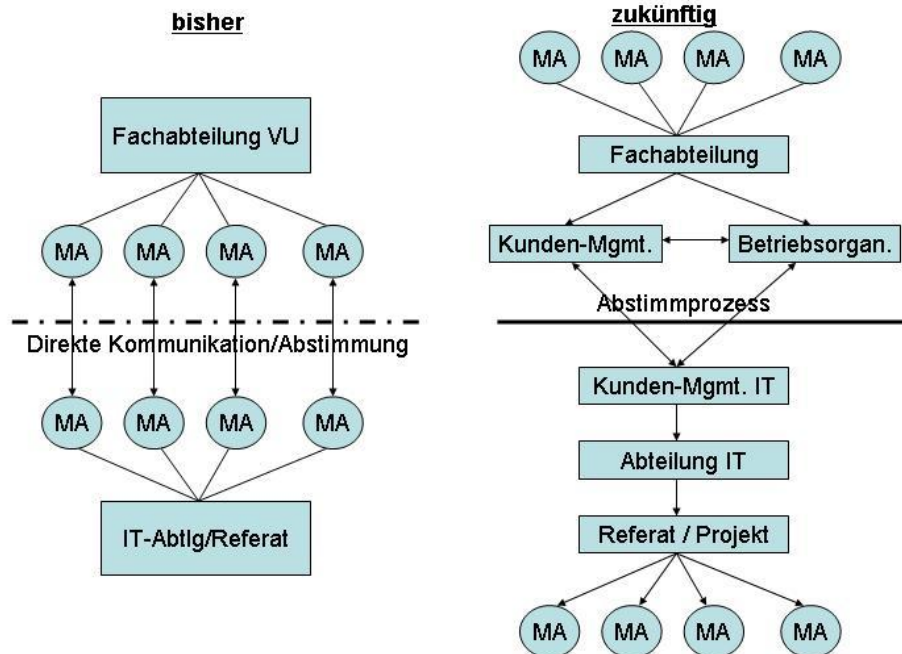 bisher
Fachabteilung VU
MA MA MA MA
Direkte Kommunikation/Abstimmung
MA MA MA MA
IT-Abtlg/Referat
zukünftig
MA MA MA MA
Fachabteilung
Kunden-Mgmt. Betriebsorgan.
Abstimmprozess
Kunden-Mgmt. IT
Abteilung IT
Referat / Projekt
MA MA MA MA